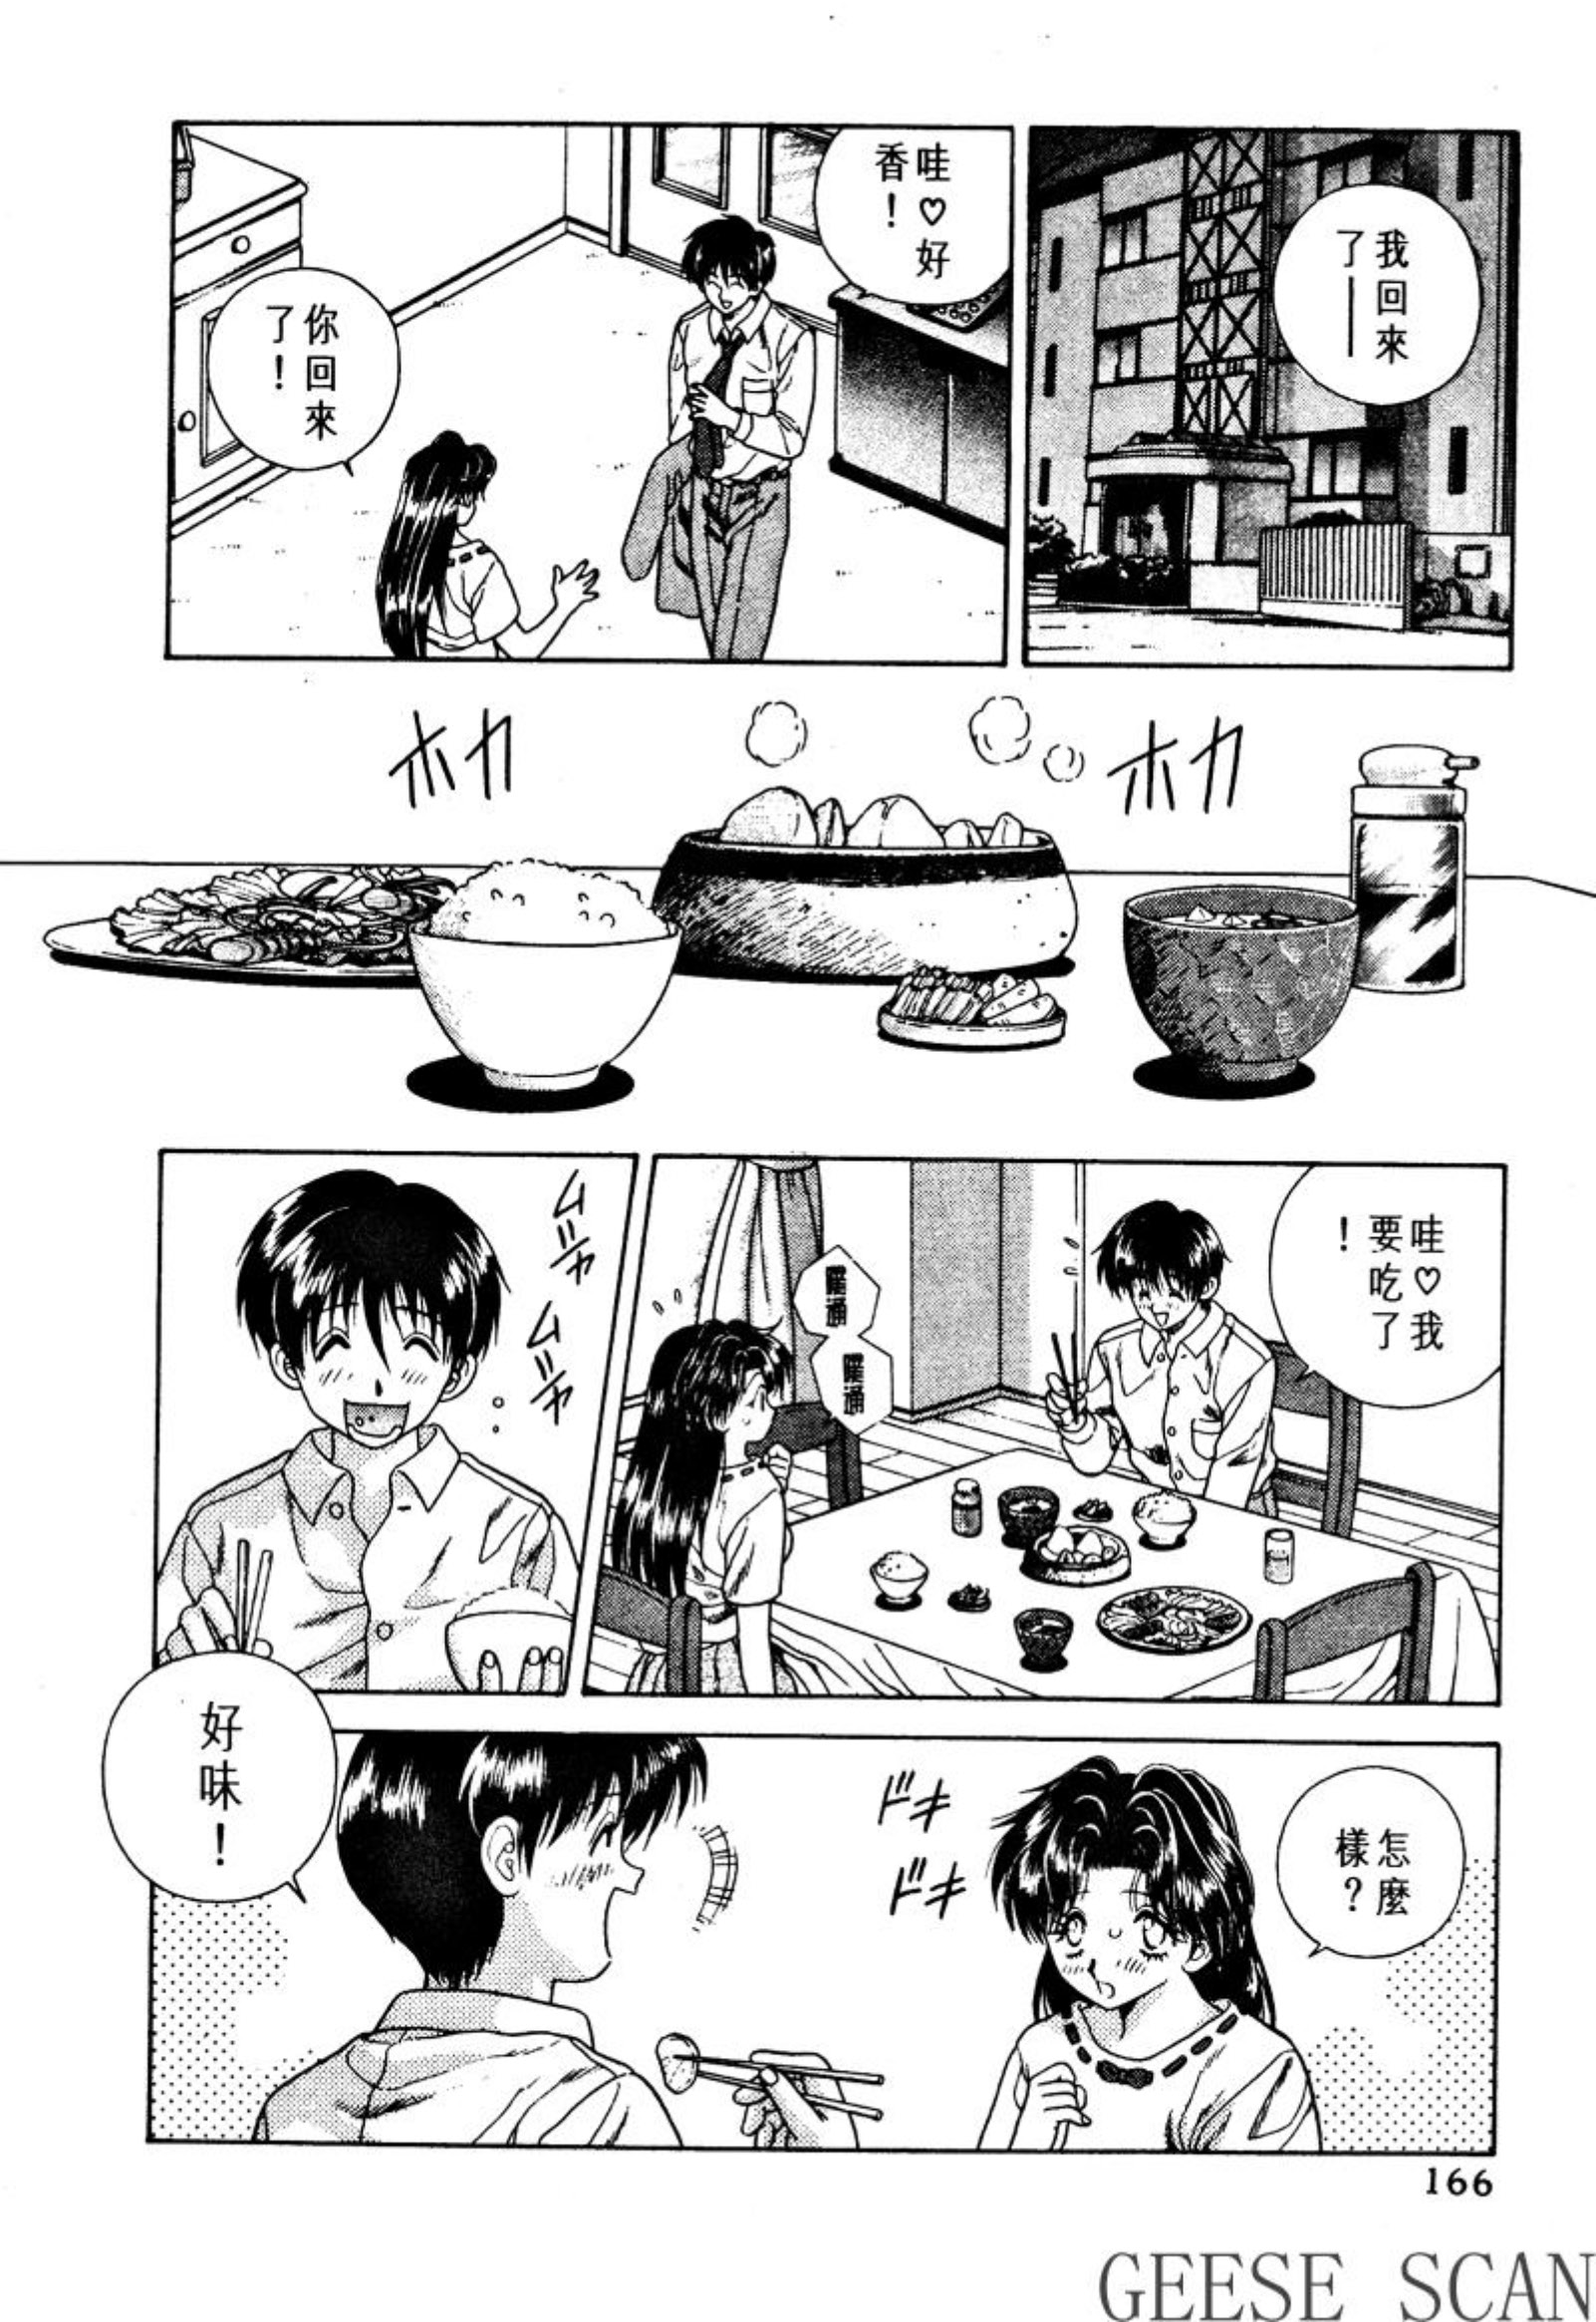 我回來
了——
哇♡好
香！
你回來
了！
ホカ
ホカ
哇♡我
要吃了
！
噗通
噗通
ムシャ
ムシャ
怎麼
樣？
ドキ
ドキ
好味！
166
GEESE SCAN